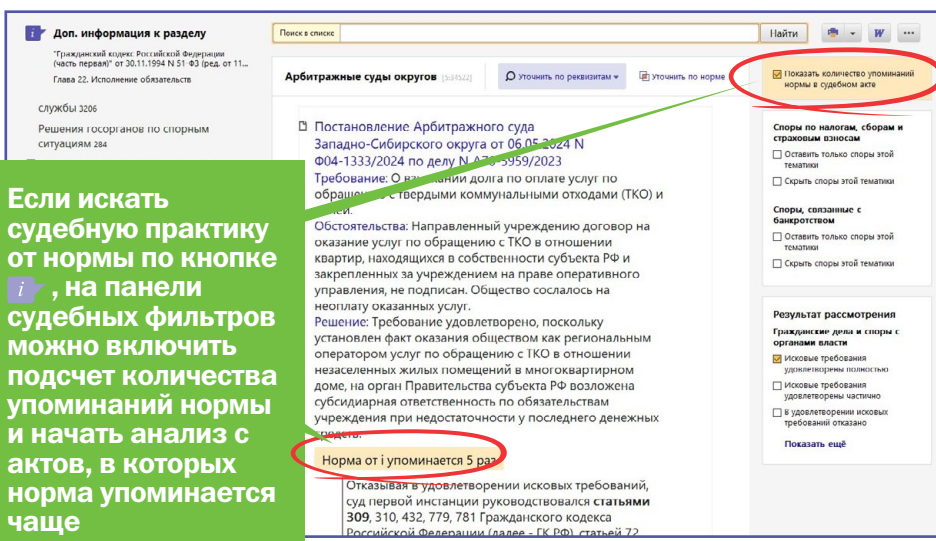 Доп. информация к разделу
"Гражданский кодекс Российской Федерации
(часть первая)" от 30.11.1994 N 51-ФЗ (ред. от 11...
Глава 22. Исполнение обязательств
службы 3206
Решения госорганов по спорным
ситуациям 284
Если искать
судебную практику
от нормы по кнопке
i , на панели
судебных фильтров
можно включить
подсчет количества
упоминаний нормы
и начать анализ с
актов, в которых
норма упоминается
чаще
Поиск в списке
Найти
W
Арбитражные суды округов
Уточнить по реквизитам
Уточнить по норме
Постановление Арбитражного суда
Западно-Сибирского округа от 06.05.2024 N
Ф04-1333/2024 по делу
Требование: О взыскании долга по оплате услуг по
обращению с твердыми коммунальными отходами (ТКО) и
Обстоятельства: Направленный учреждению договор на
оказание услуг по обращению с ТКО в отношении
квартир, находящихся в собственности субъекта РФ и
закрепленных за учреждением на праве оперативного
управления, не подписан. Общество сослалось на
неоплату оказанных услуг.
Решение: Требование удовлетворено, поскольку
установлен факт оказания обществом как региональным
оператором услуг по обращению с ТКО в отношении
незаселенных жилых помещений в многоквартирном
доме, на орган Правительства субъекта РФ возложена
субсидиарная ответственность по обязательствам
учреждения при недостаточности у последнего денежных
средств.
Норма от i упоминается 5 раз
Отказывая в удовлетворении исковых требований,
суд первой инстанции руководствовался статьями
309, 310, 432, 779, 781 Гражданского кодекса
Российской Федерации (далее - ГК РФ), статьей 72
Показать количество упоминаний
нормы в судебном акте
Споры по налогам, сборам и
страховым взносам
Оставить только споры этой
тематики
Скрыть споры этой тематики
Споры, связанные с
банкротством
Оставить только споры этой
тематики
Скрыть споры этой тематики
Результат рассмотрения
Гражданские дела и споры с
органами власти
Исковые требования
удовлетворены полностью
Исковые требования
удовлетворены частично
В удовлетворении исковых
требований отказано
Показать ещё